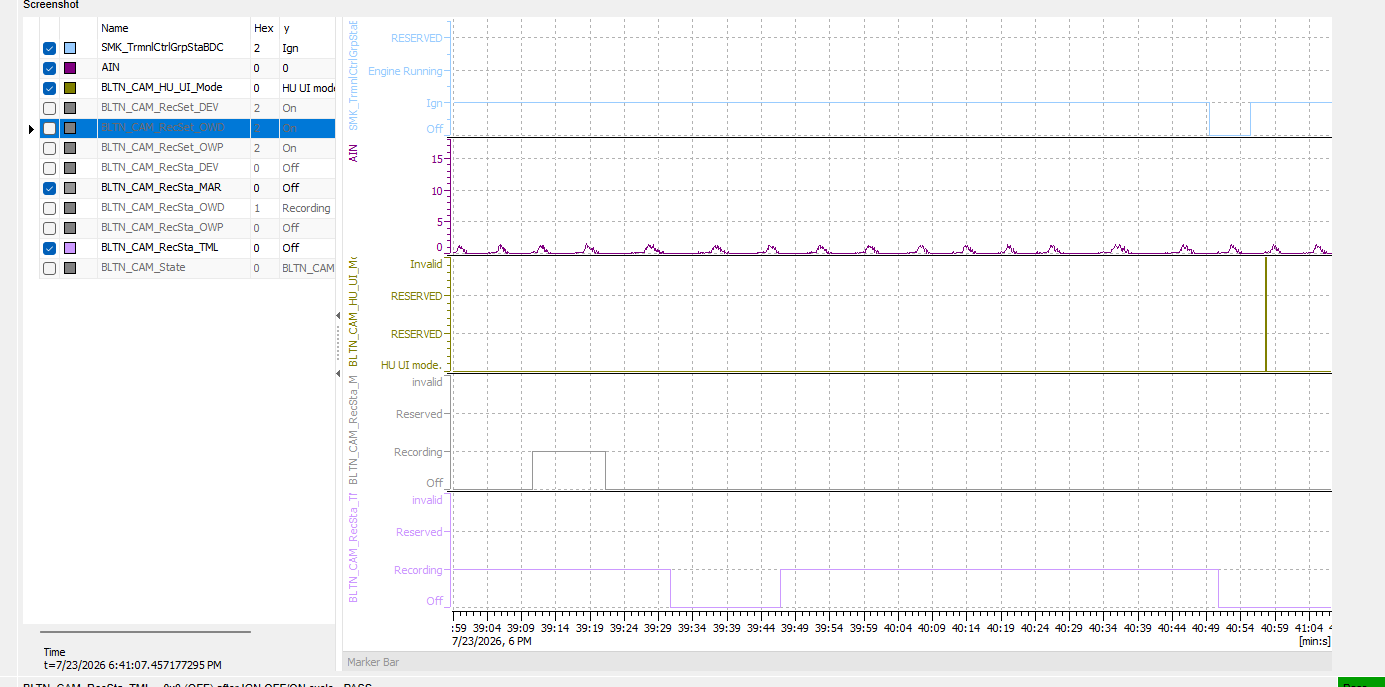 Screenshot
Name Hex y
SMK_TrmnlCtrlGrpStaBDC 2 Ign
AIN 0 0
BLTN_CAM_HU_UI_Mode 0 HU UI mode
BLTN_CAM_RecSet_DEV 2 On
BLTN_CAM_RecSet_OWD 2 On
BLTN_CAM_RecSet_OWP 2 On
BLTN_CAM_RecSta_DEV 0 Off
BLTN_CAM_RecSta_MAR 0 Off
BLTN_CAM_RecSta_OWD 1 Recording
BLTN_CAM_RecSta_OWP 0 Off
BLTN_CAM_RecSta_TML 0 Off
BLTN_CAM_State 0 BLTN_CAM
Time
t=7/23/2026 6:41:07.457177295 PM
SMK_TrmnlCtrlGrpStaB
RESERVED
Engine Running
Ign
Off
AIN
15
10
5
0
BLTN_CAM_HU_UI_M
Invalid
RESERVED
RESERVED
HU UI mode.
BLTN_CAM_RecSta_M
invalid
Reserved
Recording
Off
BLTN_CAM_RecSta_T
invalid
Reserved
Recording
Off
:59 39:04 39:09 39:14 39:19 39:24 39:29 39:34 39:39 39:44 39:49 39:54 39:59 40:04 40:09 40:14 40:19 40:24 40:29 40:34 40:39 40:44 40:49 40:54 40:59 41:04
7/23/2026, 6 PM [min:s]
Marker Bar